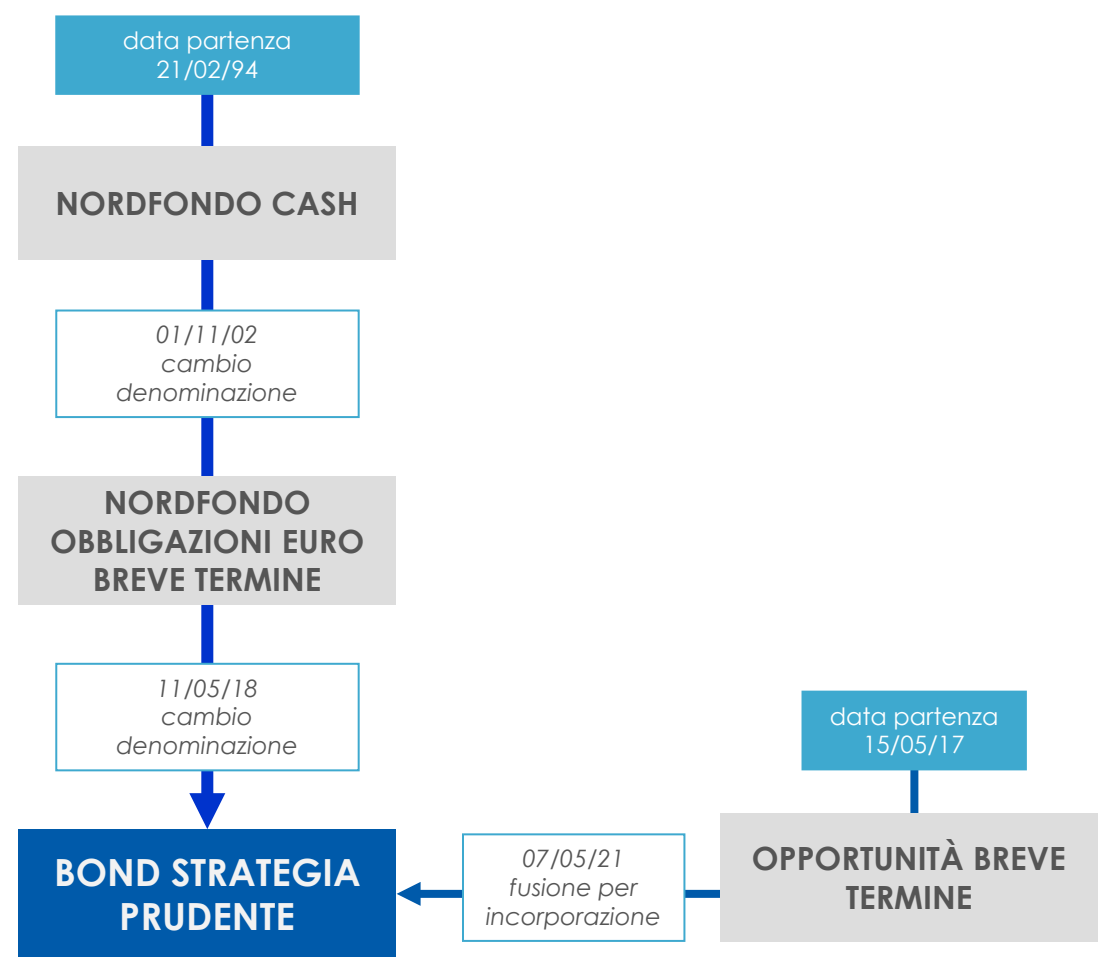 data partenza
21/02/94
NORDFONDO CASH
01/11/02
cambio
denominazione
NORDFONDO
OBBLIGAZIONI EURO
BREVE TERMINE
11/05/18
cambio
denominazione
BOND STRATEGIA
PRUDENTE
07/05/21
fusione per
incorporazione
data partenza
15/05/17
OPPORTUNITÀ BREVE
TERMINE